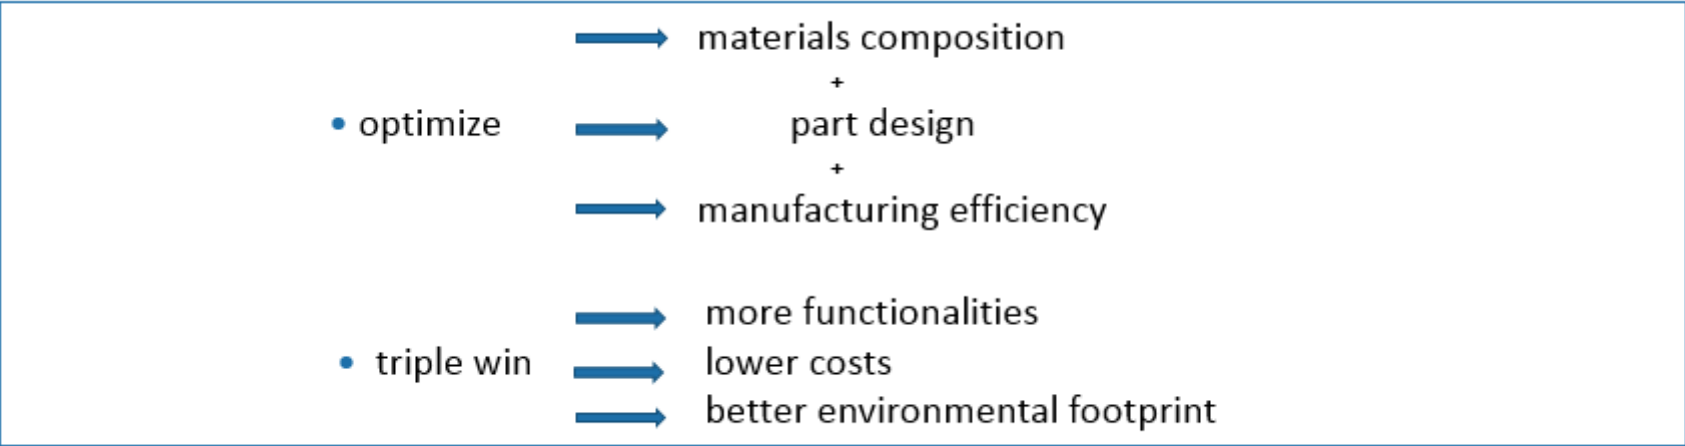 materials composition
+
• optimize part design
+
manufacturing efficiency
more functionalities
• triple win lower costs
better environmental footprint